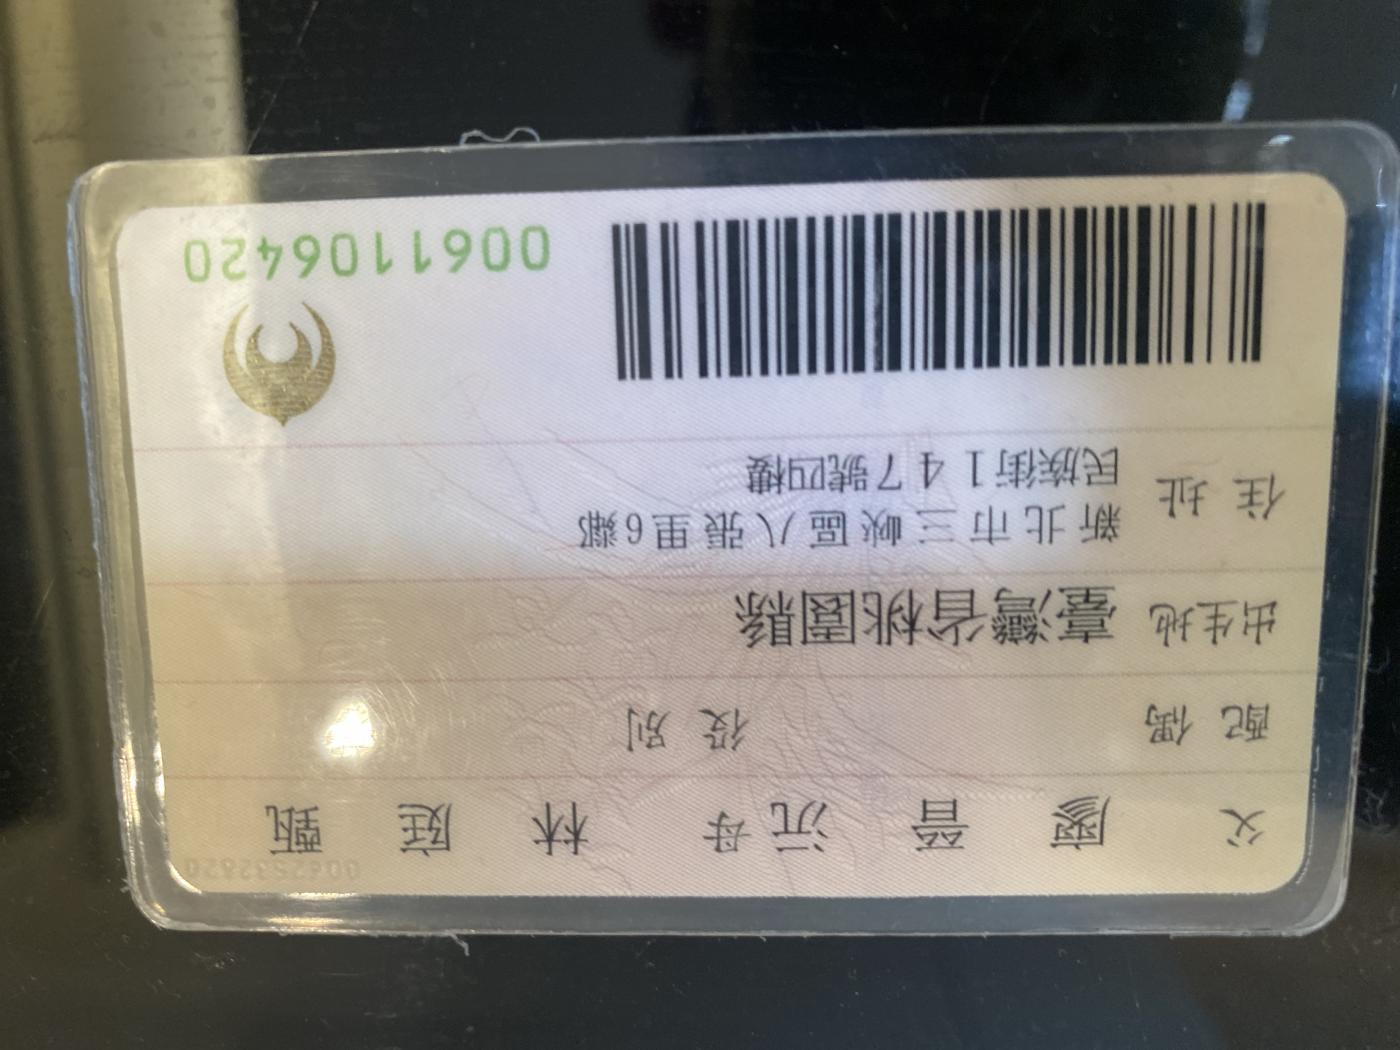 父 廖 晉 沅 母 林 庭 甄
配偶 役別
出生地 臺灣省桃園縣
住址 新北市三峽區八張里6鄰
民族街147號四樓
0061106420